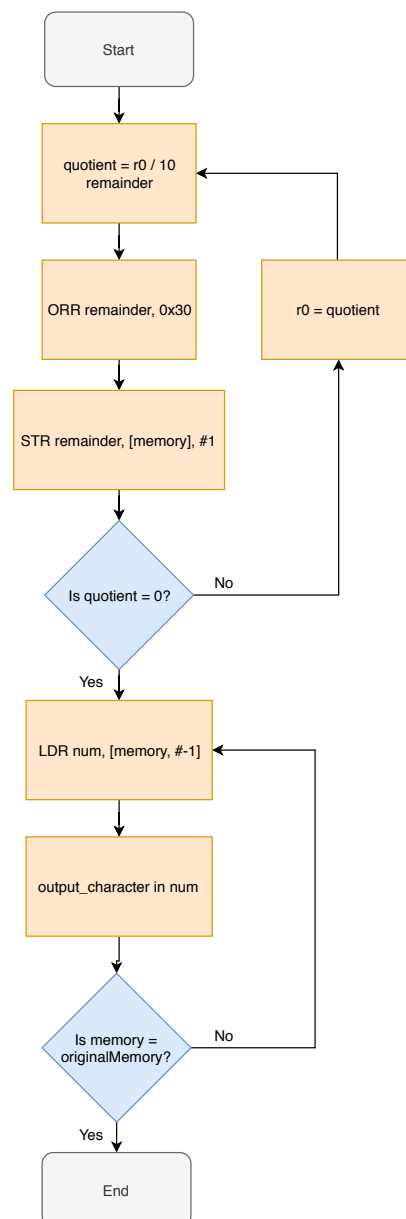 Start
quotient = r0 / 10
remainder
ORR remainder, 0x30
r0 = quotient
STR remainder, [memory], #1
Is quotient = 0?
No
Yes
LDR num, [memory, #-1]
output_character in num
Is memory =
originalMemory?
No
Yes
End